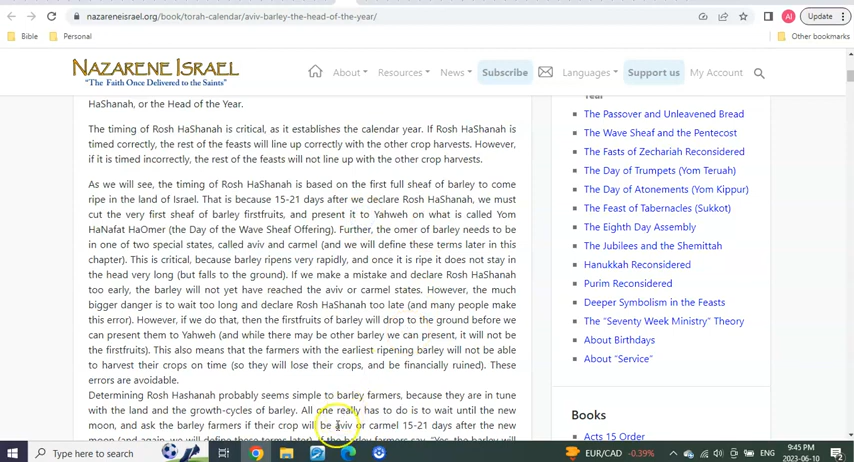 nazareneisrael.org/book/torah-calendar/aviv-barley-the-head-of-the-year/
AI
Update
Bible
Personal
Other bookmarks
NAZARENE ISRAEL
"The Faith Once Delivered to the Saints"
About
Resources
News
Subscribe
Languages
Support us
My Account
HaShanah, or the Head of the Year.
The timing of Rosh HaShanah is critical, as it establishes the calendar year. If Rosh HaShanah is
timed correctly, the rest of the feasts will line up correctly with the other crop harvests. However,
if it is timed incorrectly, the rest of the feasts will not line up with the other crop harvests.
As we will see, the timing of Rosh HaShanah is based on the first full sheaf of barley to come
ripe in the land of Israel. That is because 15-21 days after we declare Rosh HaShanah, we must
cut the very first sheaf of barley firstfruits, and present it to Yahweh on what is called Yom
HaNafat HaOmer (the Day of the Wave Sheaf Offering). Further, the omer of barley needs to be
in one of two special states, called aviv and carmel (and we will define these terms later in this
chapter). This is critical, because barley ripens very rapidly, and once it is ripe it does not stay in
the head very long (but falls to the ground). If we make a mistake and declare Rosh HaShanah
too early, the barley will not yet have reached the aviv or carmel states. However, the much
bigger danger is to wait too long and declare Rosh HaShanah too late (and many people make
this error). However, if we do that, then the firstfruits of barley will drop to the ground before we
can present them to Yahweh (and while there may be other barley we can present, it will not be
the firstfruits). This also means that the farmers with the earliest ripening barley will not be able
to harvest their crops on time (so they will lose their crops, and be financially ruined). These
errors are avoidable.
Determining Rosh Hashanah probably seems simple to barley farmers, because they are in tune
with the land and the growth-cycles of barley. All one really has to do is to wait until the new
moon, and ask the barley farmers if their crop will be aviv or carmel 15-21 days after the new
moon (and again, we will define these terms later). If the barley farmers say, "Yes, the barley will
Year
The Passover and Unleavened Bread
The Wave Sheaf and the Pentecost
The Fasts of Zechariah Reconsidered
The Day of Trumpets (Yom Teruah)
The Day of Atonements (Yom Kippur)
The Feast of Tabernacles (Sukkot)
The Eighth Day Assembly
The Jubilees and the Shemittah
Hanukkah Reconsidered
Purim Reconsidered
Deeper Symbolism in the Feasts
The "Seventy Week Ministry" Theory
About Birthdays
About "Service"
Books
Acts 15 Order
Type here to search
EUR/CAD -0.39%
9:45 PM
2023-06-10